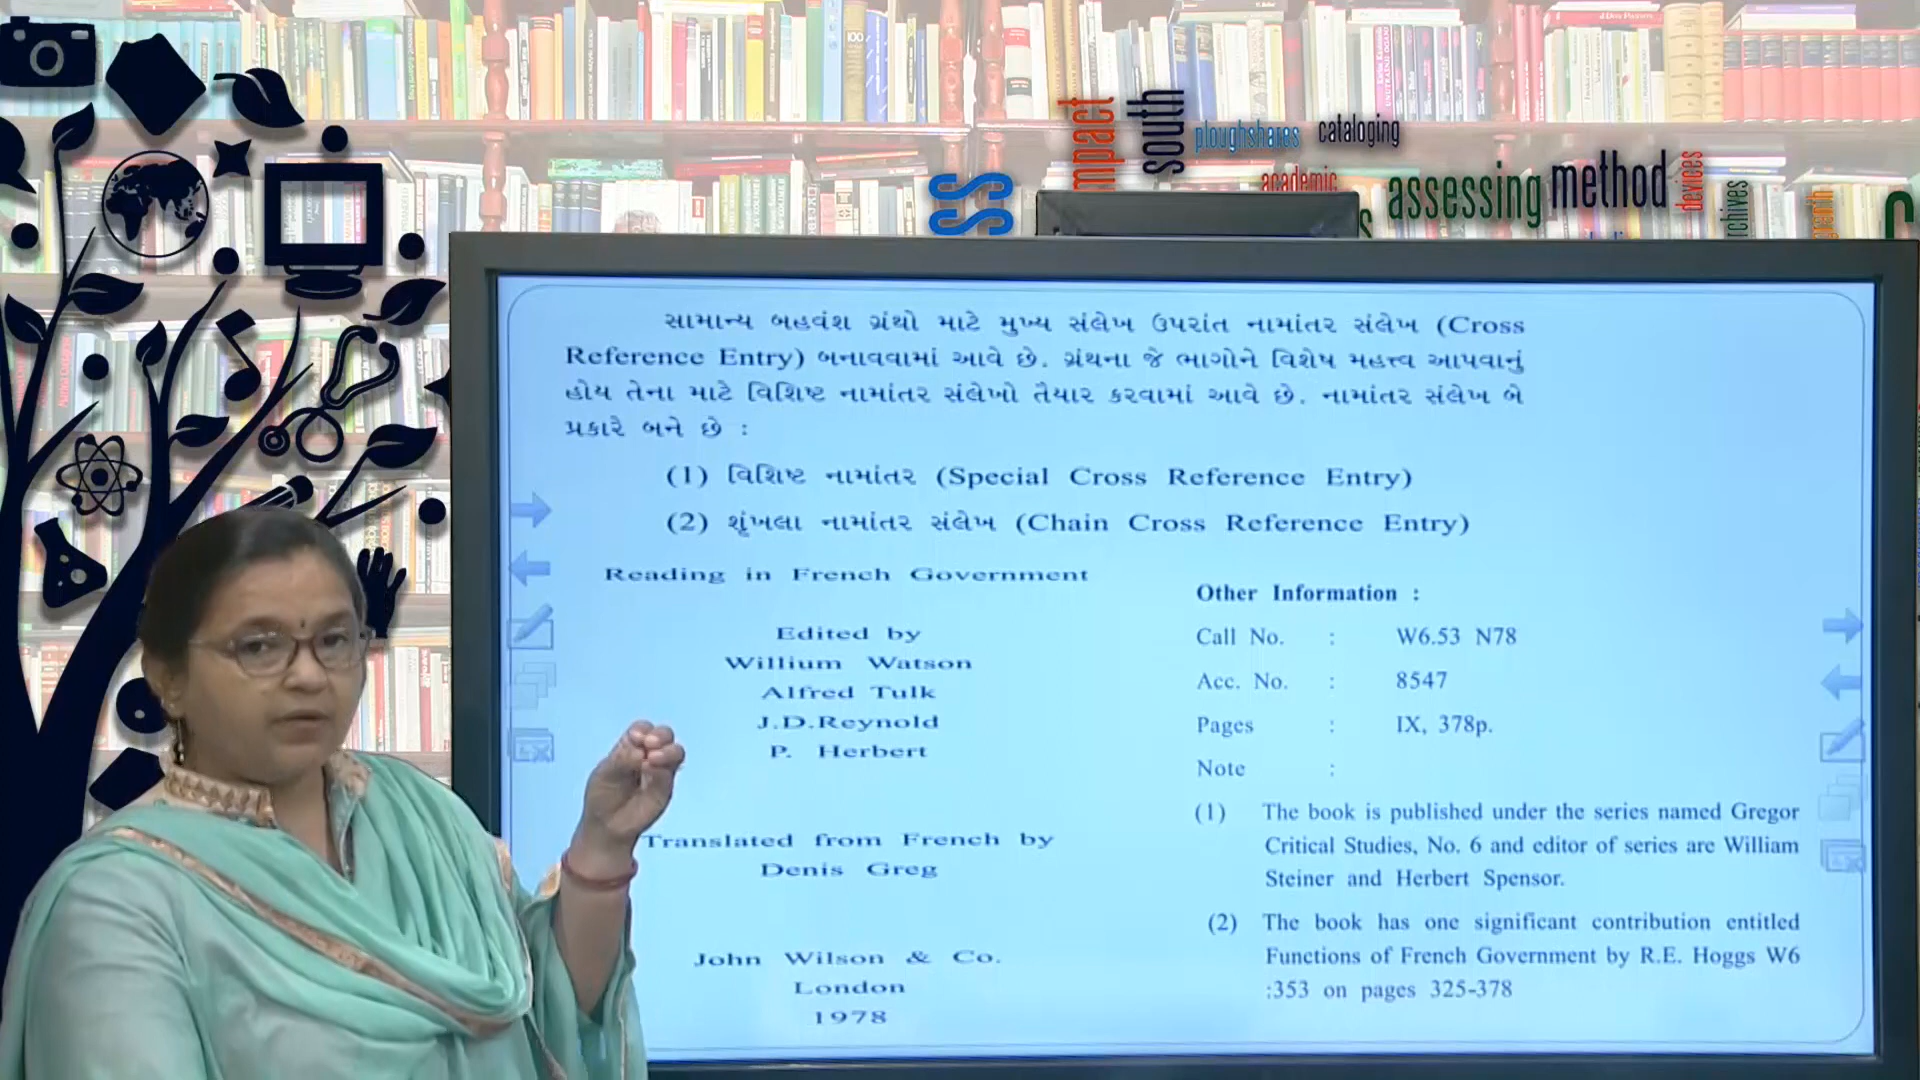 mpact
south
ploughshares
cataloging
academic
assessing
method
devices
ss
સામાન્ય બહવંશ ગ્રંથો માટે મુખ્ય સંલેખ ઉપરાંત નામાંતર સંલેખ (Cross
Reference Entry) બનાવવામાં આવે છે. ગ્રંથના જે ભાગોને વિશેષ મહત્ત્વ આપવાનું
હોય તેના માટે વિશિષ્ટ નામાંતર સંલેખો તૈયાર કરવામાં આવે છે. નામાંતર સંલેખ બે
પ્રકારે બને છે :
(1) વિશિષ્ટ નામાંતર (Special Cross Reference Entry)
(2) શૃંખલા નામાંતર સંલેખ (Chain Cross Reference Entry)
Reading in French Government
Edited by
Willium Watson
Alfred Tulk
J.D.Reynold
P. Herbert
Translated from French by
Denis Greg
John Wilson & Co.
London
1978
Other Information :
Call No. : W6.53 N78
Acc. No. : 8547
Pages : IX, 378p.
Note :
(1) The book is published under the series named Gregor
Critical Studies, No. 6 and editor of series are William
Steiner and Herbert Spensor.
(2) The book has one significant contribution entitled
Functions of French Government by R.E. Hoggs W6
:353 on pages 325-378